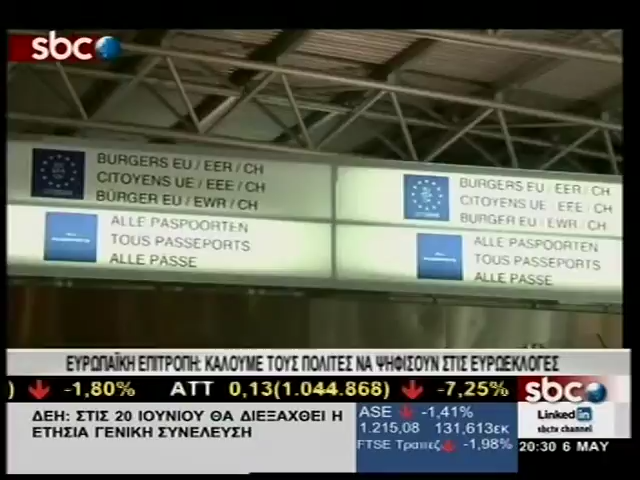 sbc
BURGERS EU / EER / CH
CITOYENS UE / EEE / CH
BÜRGER EU / EWR / CH
ALLE PASPOORTEN
TOUS PASSEPORTS
ALLE PASSE
BURGERS EU / EER / CH
CITOYENS UE / EEE / CH
BURGER EU / EWR / CH
ALLE PASPOORTEN
TOUS PASSEPORTS
ALLE PASSE
ΕΥΡΩΠΑΪΚΗ ΕΠΙΤΡΟΠΗ: ΚΑΛΟΥΜΕ ΤΟΥΣ ΠΟΛΙΤΕΣ ΝΑ ΨΗΦΙΣΟΥΝ ΣΤΙΣ ΕΥΡΩΕΚΛΟΓΕΣ
) -1,80% ATT 0,13(1.044.868) -7,25%
sbc
ΔΕΗ: ΣΤΙΣ 20 ΙΟΥΝΙΟΥ ΘΑ ΔΙΕΞΑΧΘΕΙ Η
ΕΤΗΣΙΑ ΓΕΝΙΚΗ ΣΥΝΕΛΕΥΣΗ
ASE -1,41%
1.215,08 131,613εκ
FTSE Τραπεζ -1,98%
Linked in
sbctv channel
20:30 6 MAY